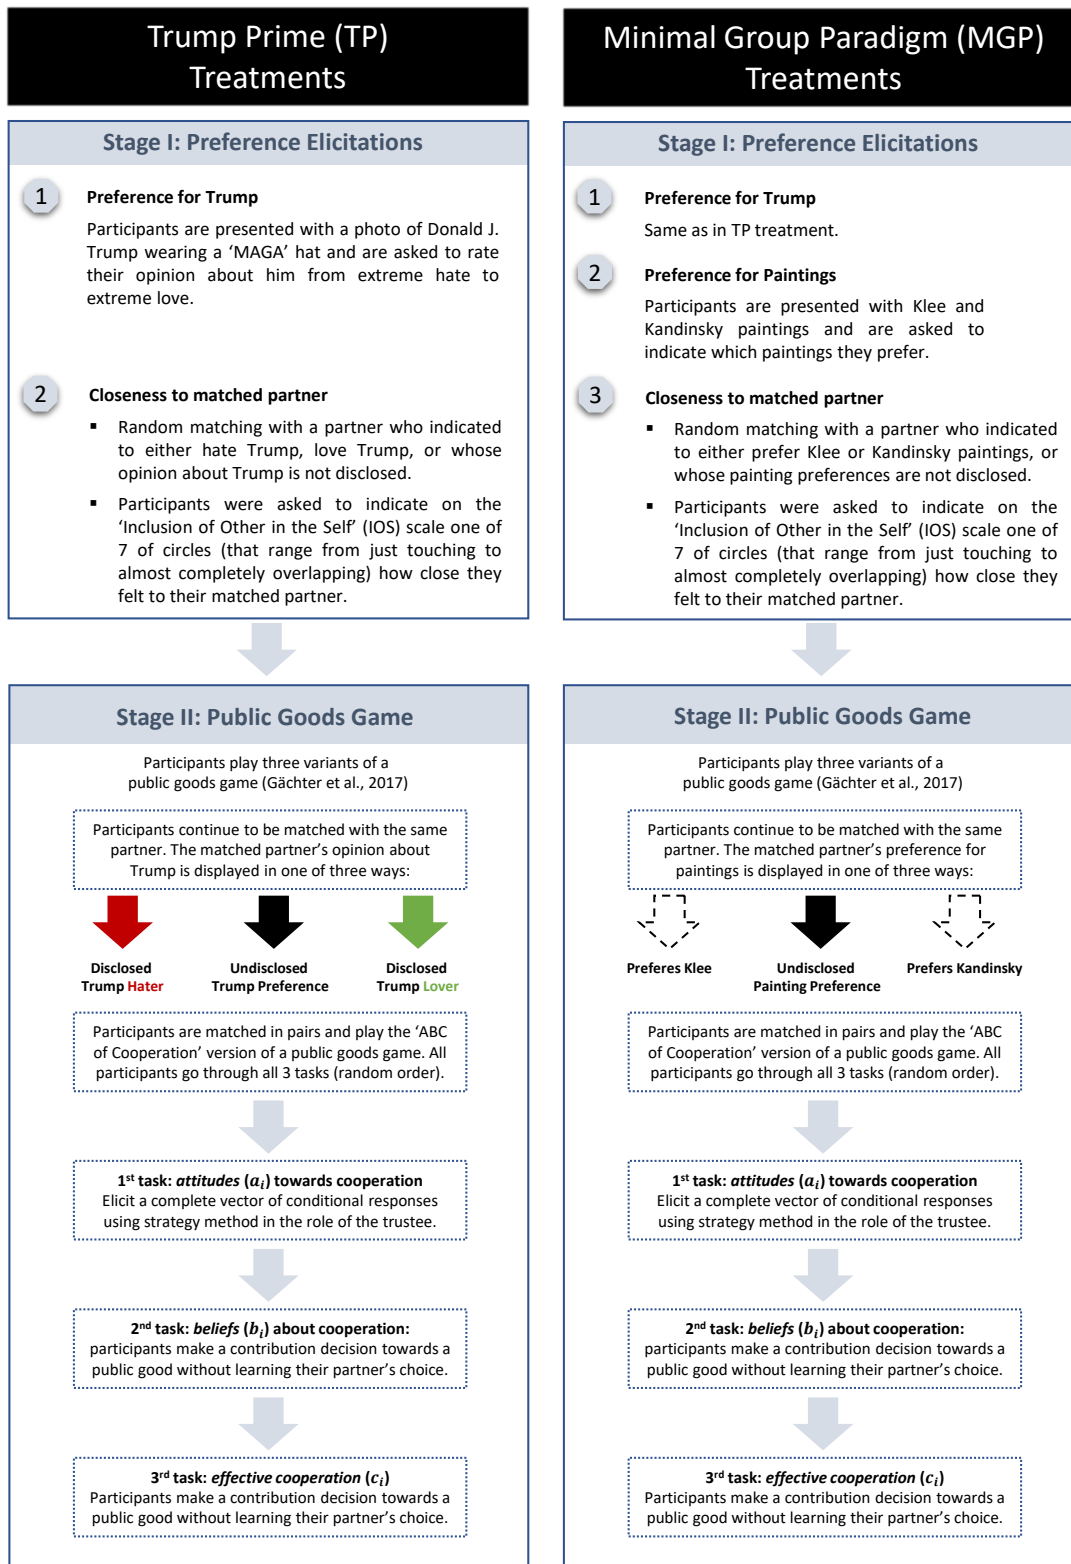 Trump Prime (TP)
Treatments
Stage I: Preference Elicitations
1
Preference for Trump
Participants are presented with a photo of Donald J.
Trump wearing a ‘MAGA’ hat and are asked to rate
their opinion about him from extreme hate to
extreme love.
2
Closeness to matched partner
▪ Random matching with a partner who indicated
to either hate Trump, love Trump, or whose
opinion about Trump is not disclosed.
▪ Participants were asked to indicate on the
‘Inclusion of Other in the Self’ (IOS) scale one of
7 of circles (that range from just touching to
almost completely overlapping) how close they
felt to their matched partner.
Stage II: Public Goods Game
Participants play three variants of a
public goods game (Gächter et al., 2017)
Participants continue to be matched with the same
partner. The matched partner’s opinion about
Trump is displayed in one of three ways:
Disclosed
Trump Hater
Undisclosed
Trump Preference
Disclosed
Trump Lover
Participants are matched in pairs and play the ‘ABC
of Cooperation’ version of a public goods game. All
participants go through all 3 tasks (random order).
1st task: attitudes (a_i) towards cooperation
Elicit a complete vector of conditional responses
using strategy method in the role of the trustee.
2nd task: beliefs (b_i) about cooperation:
participants make a contribution decision towards a
public good without learning their partner’s choice.
3rd task: effective cooperation (c_i)
Participants make a contribution decision towards a
public good without learning their partner’s choice.
Minimal Group Paradigm (MGP)
Treatments
Stage I: Preference Elicitations
1
Preference for Trump
Same as in TP treatment.
2
Preference for Paintings
Participants are presented with Klee and
Kandinsky paintings and are asked to
indicate which paintings they prefer.
3
Closeness to matched partner
▪ Random matching with a partner who indicated
to either prefer Klee or Kandinsky paintings, or
whose painting preferences are not disclosed.
▪ Participants were asked to indicate on the
‘Inclusion of Other in the Self’ (IOS) scale one of
7 of circles (that range from just touching to
almost completely overlapping) how close they
felt to their matched partner.
Stage II: Public Goods Game
Participants play three variants of a
public goods game (Gächter et al., 2017)
Participants continue to be matched with the same
partner. The matched partner’s preference for
paintings is displayed in one of three ways:
Preferes Klee
Undisclosed
Painting Preference
Prefers Kandinsky
Participants are matched in pairs and play the ‘ABC
of Cooperation’ version of a public goods game. All
participants go through all 3 tasks (random order).
1st task: attitudes (a_i) towards cooperation
Elicit a complete vector of conditional responses
using strategy method in the role of the trustee.
2nd task: beliefs (b_i) about cooperation:
participants make a contribution decision towards a
public good without learning their partner’s choice.
3rd task: effective cooperation (c_i)
Participants make a contribution decision towards a
public good without learning their partner’s choice.